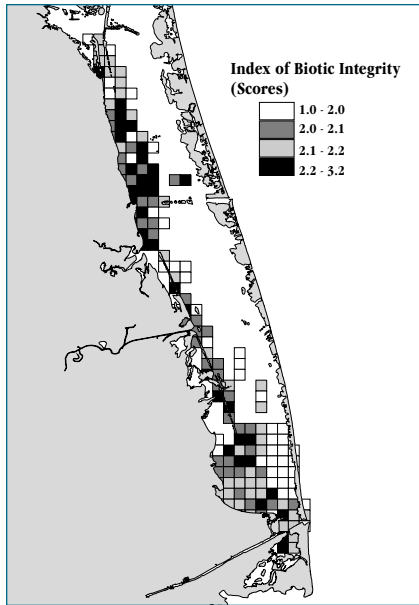 Index of Biotic Integrity
(Scores)
1.0 - 2.0
2.0 - 2.1
2.1 - 2.2
2.2 - 3.2